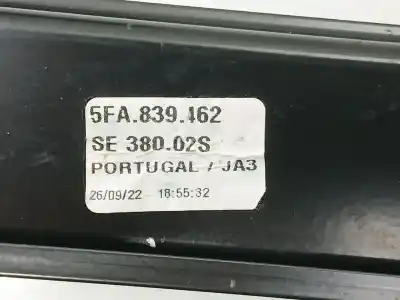 5FA.839.462
SE 380.02S
PORTUGAL / JA3
26/09/22 18:55:32